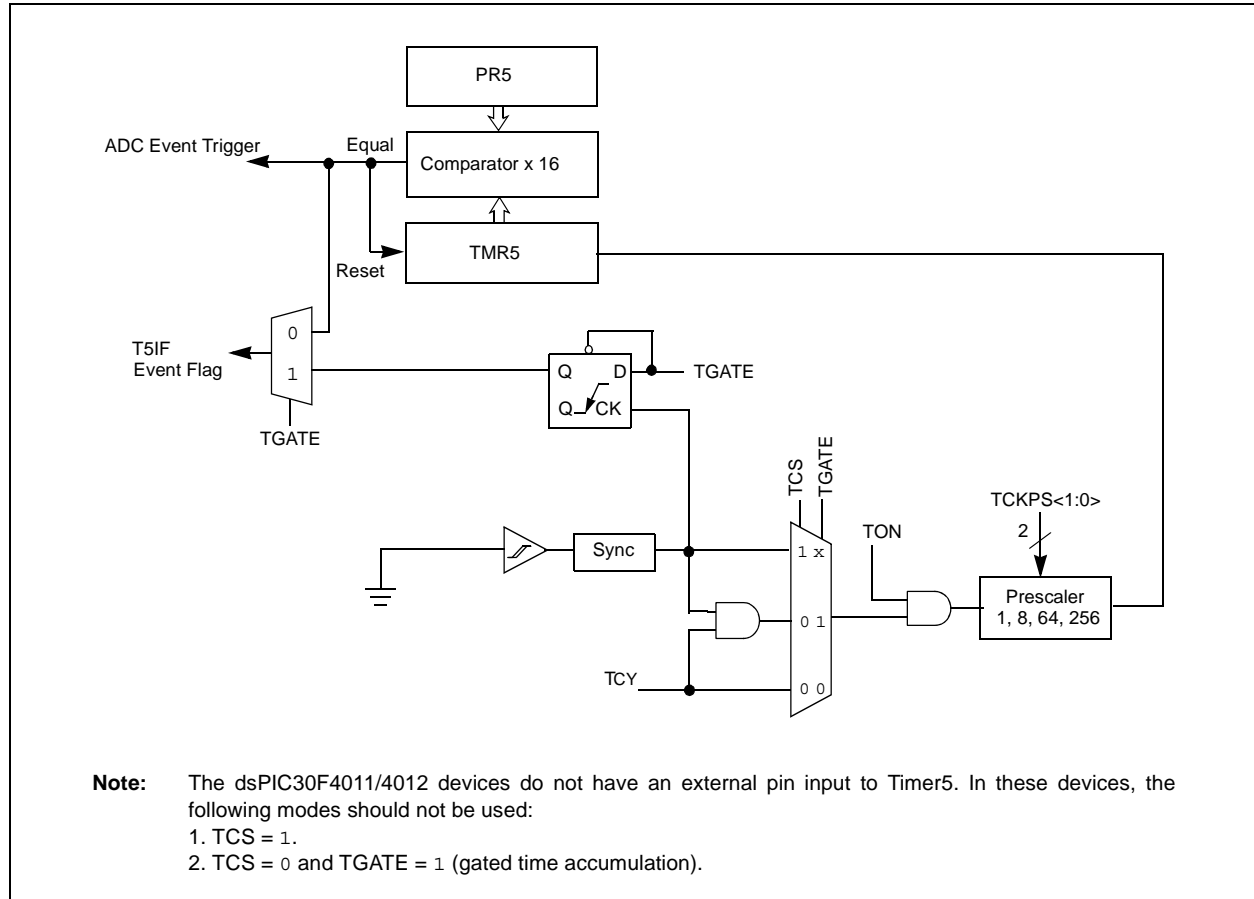 PR5
ADC Event Trigger
Equal
Comparator x 16
TMR5
Reset
0
T5IF
Event Flag
1
Q D
TGATE
Q CK
TGATE
TCS
TGATE
TCKPS<1:0>
2
TON
Sync
1 x
Prescaler
1, 8, 64, 256
0 1
TCY
0 0
Note: The dsPIC30F4011/4012 devices do not have an external pin input to Timer5. In these devices, the
following modes should not be used:
1. TCS = 1.
2. TCS = 0 and TGATE = 1 (gated time accumulation).